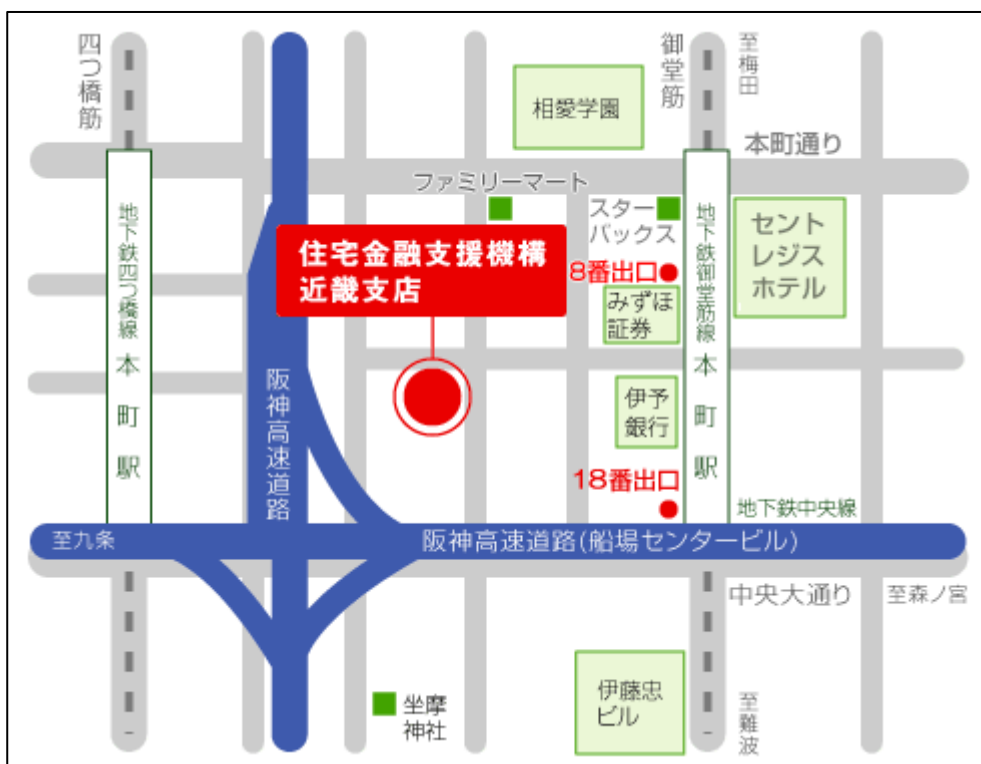 四つ橋筋
御堂筋
至梅田
相愛学園
本町通り
ファミリーマート
スター
バックス
セント
レジス
ホテル
住宅金融支援機構
近畿支店
8番出口
みずほ
証券
地下鉄四つ橋線 本町駅
地下鉄御堂筋線 本町駅
阪神高速道路
伊予
銀行
18番出口
地下鉄中央線
至九条
阪神高速道路(船場センタービル)
中央大通り
至森ノ宮
坐摩
神社
伊藤忠
ビル
至難波